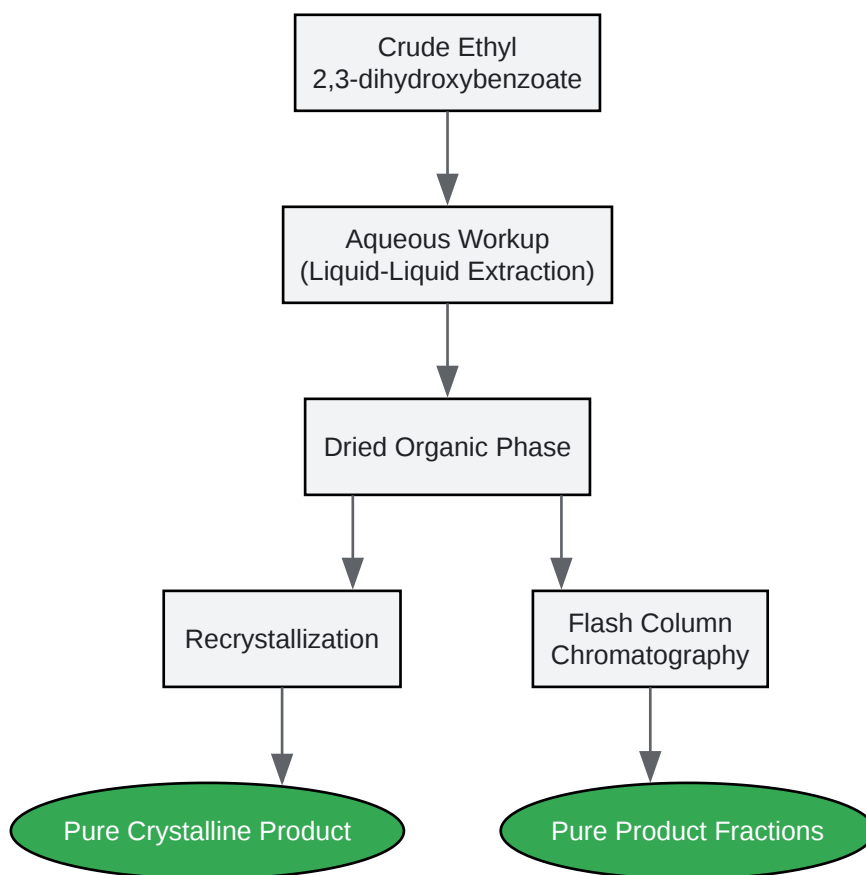 Crude Ethyl
2,3-dihydroxybenzoate
Aqueous Workup
(Liquid-Liquid Extraction)
Dried Organic Phase
Recrystallization
Flash Column
Chromatography
Pure Crystalline Product
Pure Product Fractions